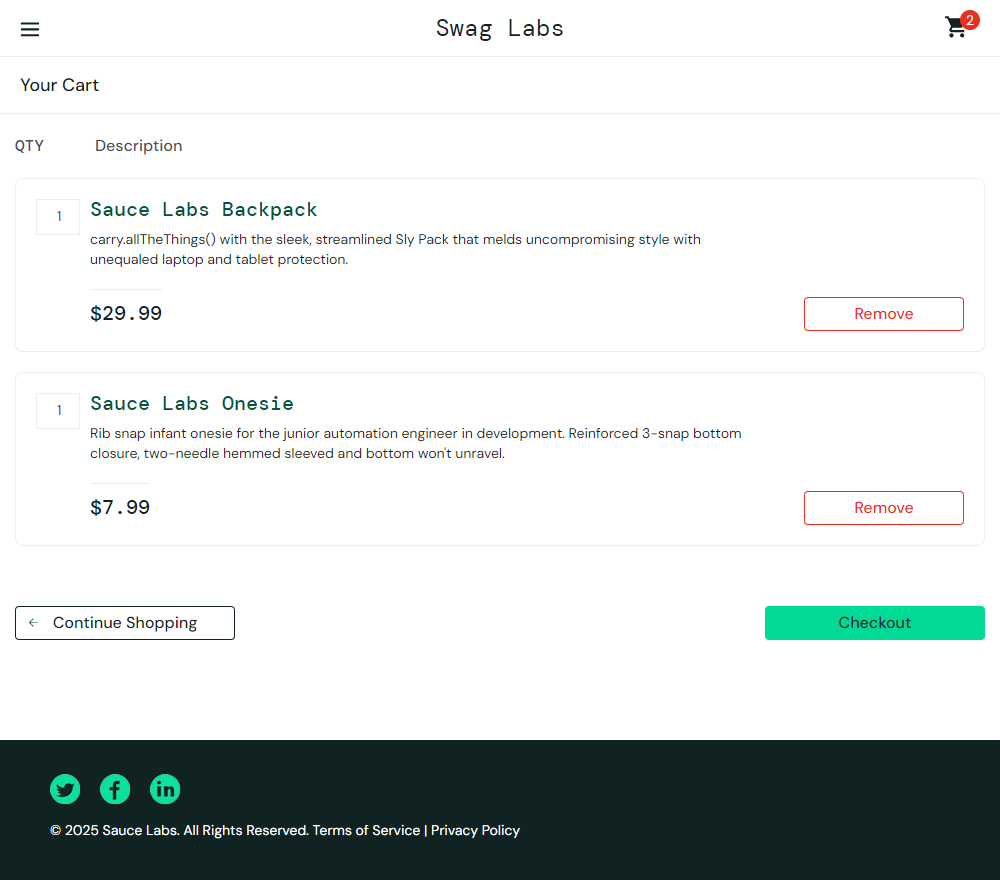 Swag Labs
2
Your Cart
QTY Description
1
Sauce Labs Backpack
carry.allTheThings() with the sleek, streamlined Sly Pack that melds uncompromising style with
unequaled laptop and tablet protection.
$29.99
Remove
1
Sauce Labs Onesie
Rib snap infant onesie for the junior automation engineer in development. Reinforced 3-snap bottom
closure, two-needle hemmed sleeved and bottom won't unravel.
$7.99
Remove
Continue Shopping
Checkout
© 2025 Sauce Labs. All Rights Reserved. Terms of Service | Privacy Policy